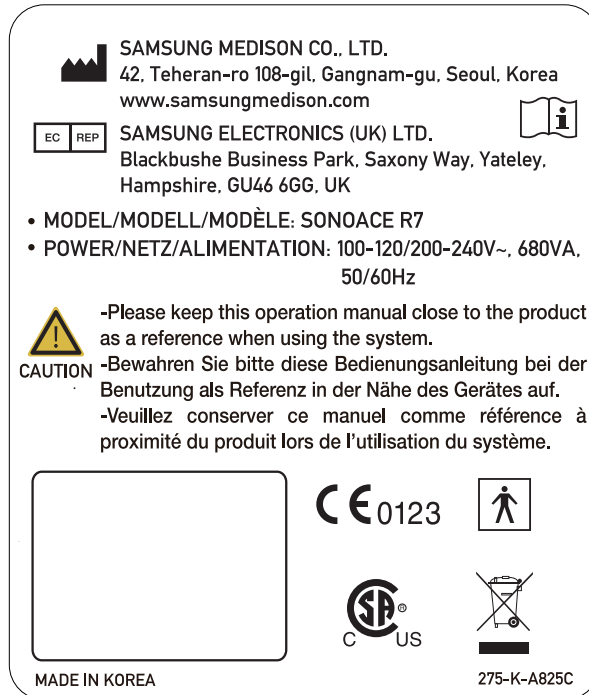 SAMSUNG MEDISON CO., LTD.
42, Teheran-ro 108-gil, Gangnam-gu, Seoul, Korea
www.samsungmedison.com
i
EC REP
SAMSUNG ELECTRONICS (UK) LTD.
Blackbushe Business Park, Saxony Way, Yateley,
Hampshire, GU46 6GG, UK
• MODEL/MODELL/MODÈLE: SONOACE R7
• POWER/NETZ/ALIMENTATION: 100-120/200-240V~, 680VA,
50/60Hz
CAUTION
-Please keep this operation manual close to the product
as a reference when using the system.
-Bewahren Sie bitte diese Bedienungsanleitung bei der
Benutzung als Referenz in der Nähe des Gerätes auf.
-Veuillez conserver ce manuel comme référence à
proximité du produit lors de l'utilisation du système.
CE 0123
C SA ® US
MADE IN KOREA
275-K-A825C